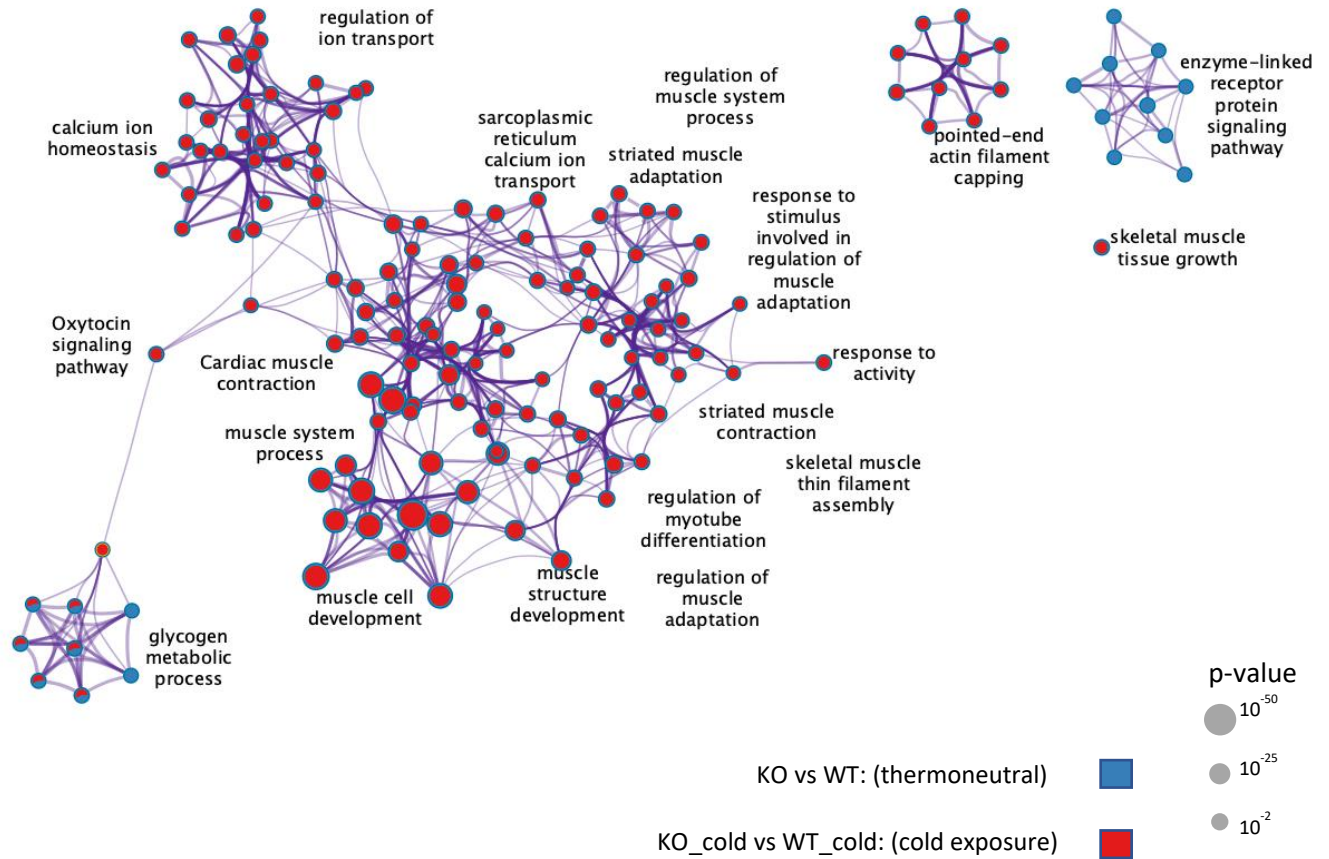 regulation of
ion transport
calcium ion
homeostasis
sarcoplasmic
reticulum
calcium ion
transport
regulation of
muscle system
process
striated muscle
adaptation
response to
stimulus
involved in
regulation of
muscle
adaptation
pointed-end
actin filament
capping
enzyme-linked
receptor
protein
signaling
pathway
skeletal muscle
tissue growth
Oxytocin
signaling
pathway
Cardiac muscle
contraction
response to
activity
muscle system
process
striated muscle
contraction
skeletal muscle
thin filament
assembly
regulation of
myotube
differentiation
muscle cell
development
muscle
structure
development
regulation of
muscle
adaptation
glycogen
metabolic
process
p-value
10-50
10-25
10-2
KO vs WT: (thermoneutral)
KO_cold vs WT_cold: (cold exposure)